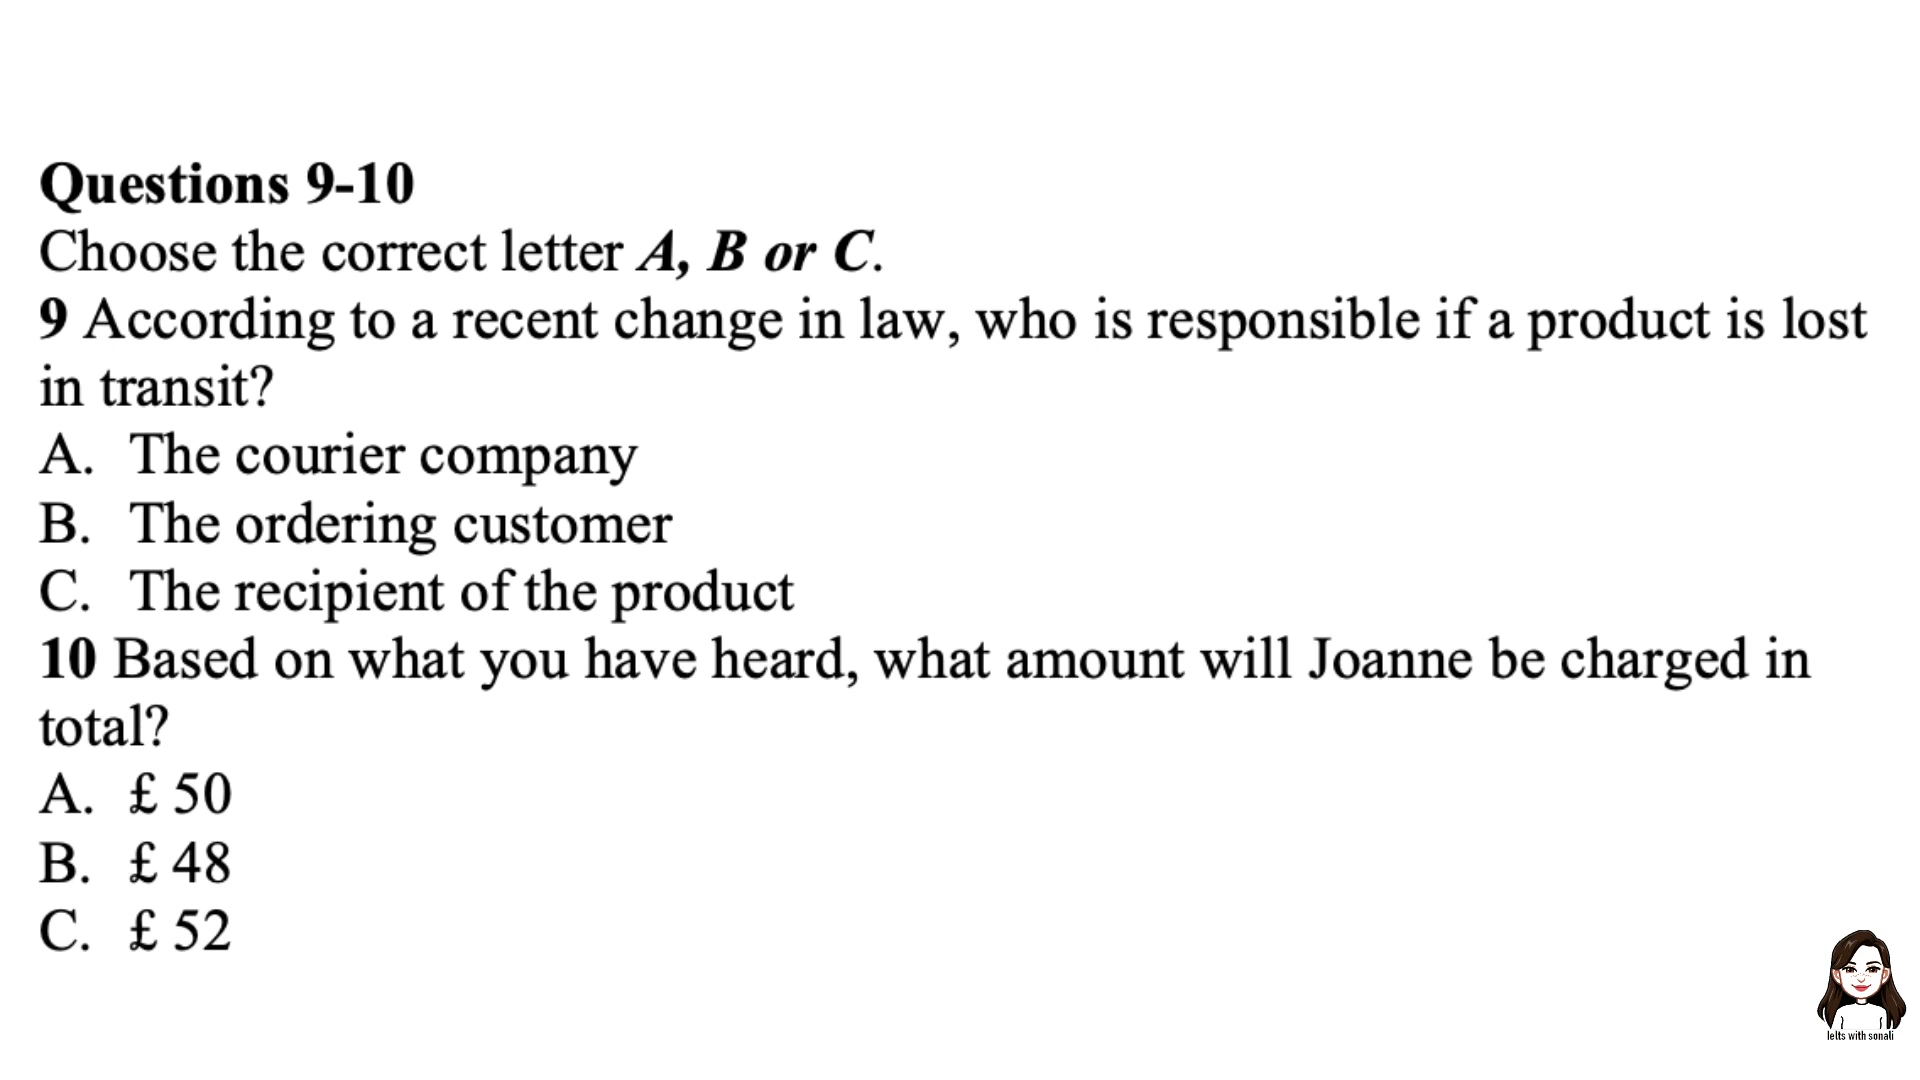 Questions 9-10
Choose the correct letter A, B or C.
9 According to a recent change in law, who is responsible if a product is lost
in transit?
A. The courier company
B. The ordering customer
C. The recipient of the product
10 Based on what you have heard, what amount will Joanne be charged in
total?
A. £ 50
B. £ 48
C. £ 52
Ielts with sonali